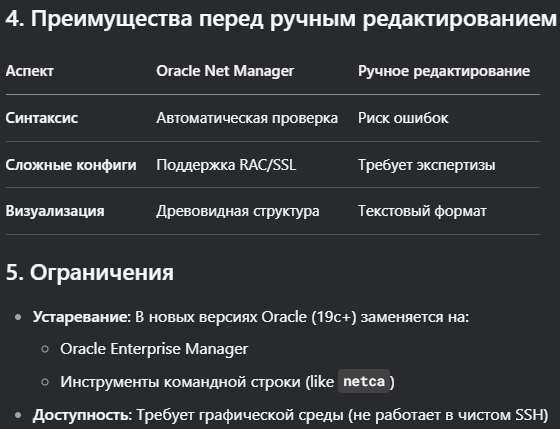 4. Преимущества перед ручным редактированием
Аспект Oracle Net Manager Ручное редактирование
Синтаксис Автоматическая проверка Риск ошибок
Сложные конфиги Поддержка RAC/SSL Требует экспертизы
Визуализация Древовидная структура Текстовый формат
5. Ограничения
• Устаревание: В новых версиях Oracle (19c+) заменяется на:
◦ Oracle Enterprise Manager
◦ Инструменты командной строки (like netca)
• Доступность: Требует графической среды (не работает в чистом SSH)